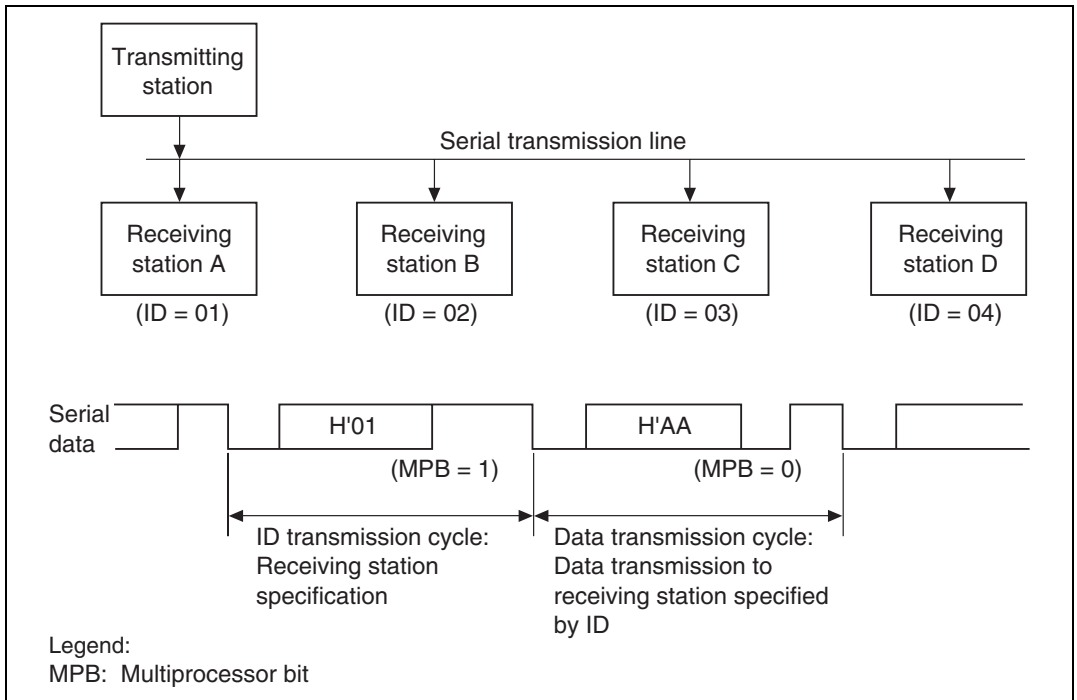 Transmitting
station
Serial transmission line
Receiving
station A
(ID = 01)
Receiving
station B
(ID = 02)
Receiving
station C
(ID = 03)
Receiving
station D
(ID = 04)
Serial
data
H'01
(MPB = 1)
H'AA
(MPB = 0)
ID transmission cycle:
Receiving station
specification
Data transmission cycle:
Data transmission to
receiving station specified
by ID
Legend:
MPB: Multiprocessor bit